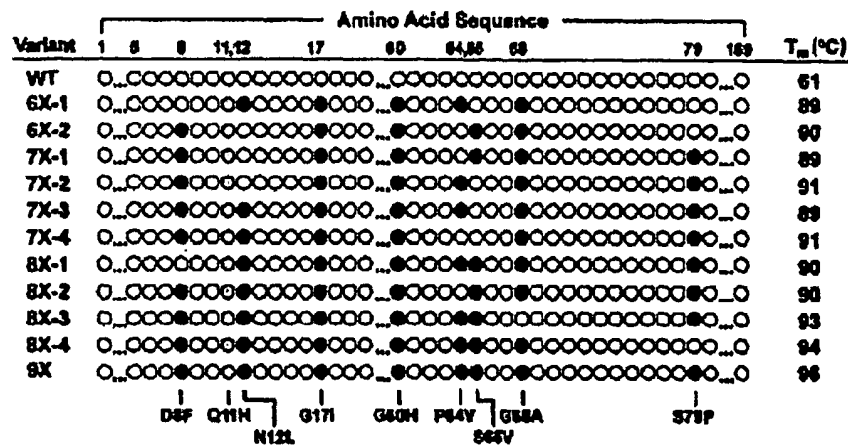 Amino Acid Sequence
Variant 1 5 8 11,12 17 60 64,65 68 79 189 Tm (°C)
WT ... ... ... 61
6X-1 ... ... ... 89
6X-2 ... ... ... 90
7X-1 ... ... ... 89
7X-2 ... ... ... 91
7X-3 ... ... ... 89
7X-4 ... ... ... 91
8X-1 ... ... ... 90
8X-2 ... ... ... 90
8X-3 ... ... ... 93
8X-4 ... ... ... 94
9X ... ... ... 96
D8F Q11H G17I G60H P64V G68A S79P
N12L S65V